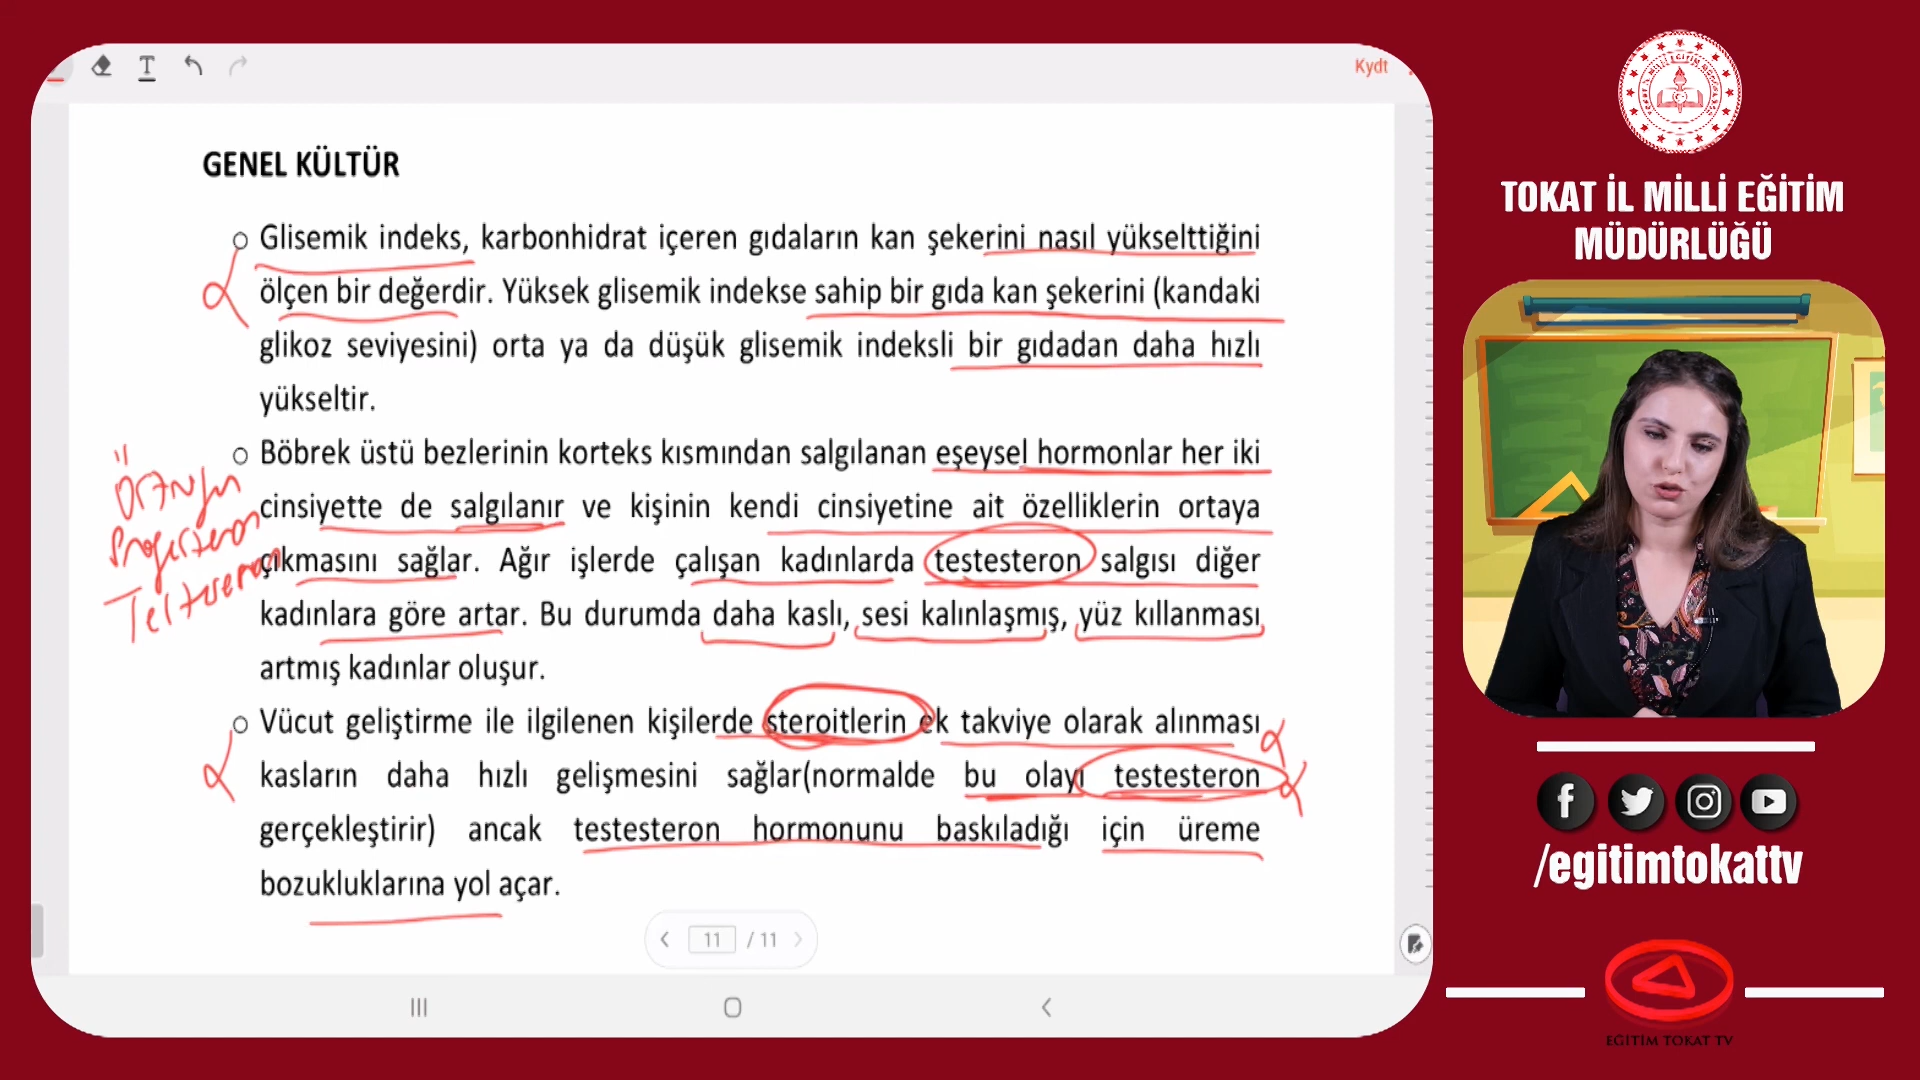 Kydt
GENEL KÜLTÜR
o Glisemik indeks, karbonhidrat içeren gıdaların kan şekerini nasıl yükselttiğini
ölçen bir değerdir. Yüksek glisemik indekse sahip bir gıda kan şekerini (kandaki
glikoz seviyesini) orta ya da düşük glisemik indeksli bir gıdadan daha hızlı
yükseltir.
o Böbrek üstü bezlerinin korteks kısmından salgılanan eşeysel hormonlar her iki
cinsiyette de salgılanır ve kişinin kendi cinsiyetine ait özelliklerin ortaya
çıkmasını sağlar. Ağır işlerde çalışan kadınlarda testesteron salgısı diğer
kadınlara göre artar. Bu durumda daha kaslı, sesi kalınlaşmış, yüz kıllanması
artmış kadınlar oluşur.
o Vücut geliştirme ile ilgilenen kişilerde steroitlerin ek takviye olarak alınması
kasların daha hızlı gelişmesini sağlar(normalde bu olayı testesteron
gerçekleştirir) ancak testesteron hormonunu baskıladığı için üreme
bozukluklarına yol açar.
11 / 11
TOKAT İL MİLLİ EĞİTİM
MÜDÜRLÜĞÜ
/egitimtokattv
EĞİTİM TOKAT TV